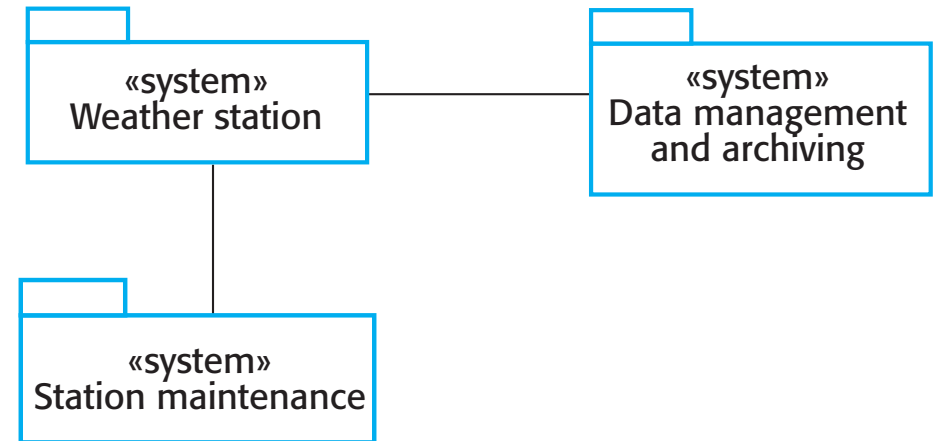 «system»
Weather station
«system»
Data management
and archiving
«system»
Station maintenance